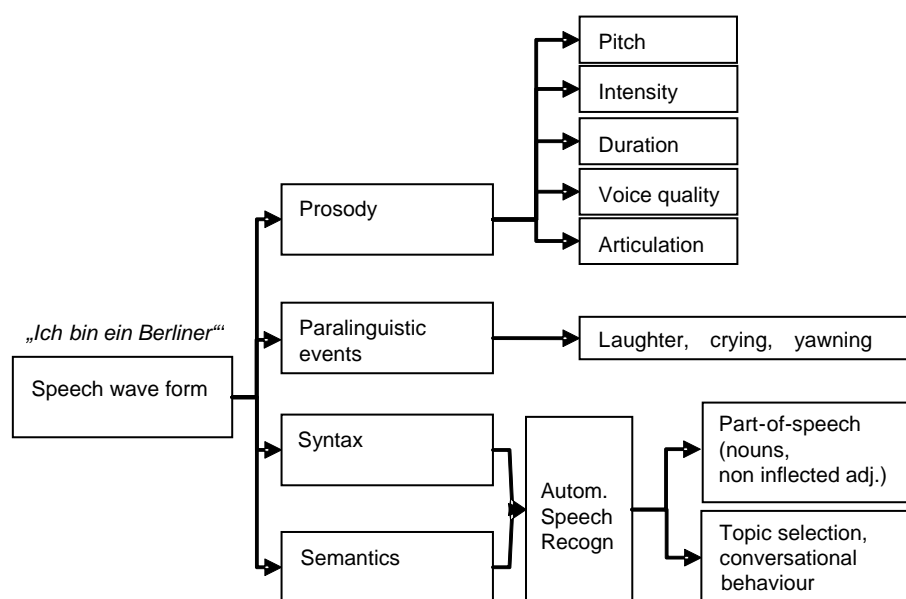 Pitch
Intensity
Duration
Voice quality
Articulation
Prosody
„Ich bin ein Berliner“‘
Speech wave form
Paralinguistic
events
Laughter, crying, yawning
Syntax
Semantics
Autom.
Speech
Recogn
Part-of-speech
(nouns,
non inflected adj.)
Topic selection,
conversational
behaviour